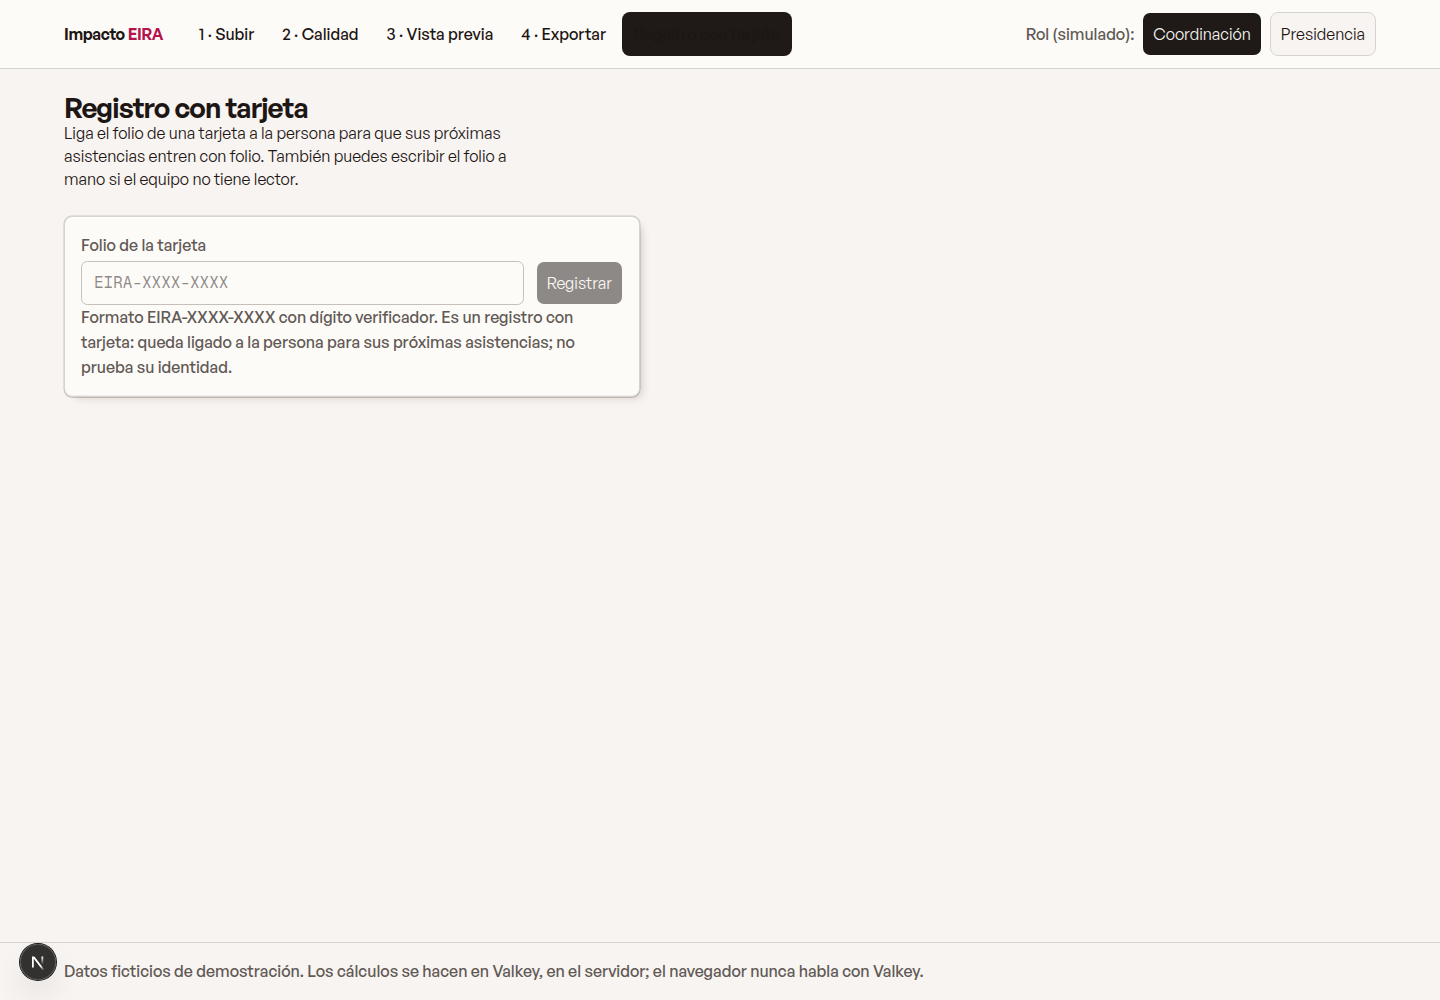 Impacto EIRA
1 · Subir
2 · Calidad
3 · Vista previa
4 · Exportar
Rol (simulado):
Coordinación
Presidencia
Registro con tarjeta
Liga el folio de una tarjeta a la persona para que sus próximas
asistencias entren con folio. También puedes escribir el folio a
mano si el equipo no tiene lector.
Folio de la tarjeta
EIRA-XXXX-XXXX
Registrar
Formato EIRA-XXXX-XXXX con dígito verificador. Es un registro con
tarjeta: queda ligado a la persona para sus próximas asistencias; no
prueba su identidad.
N
Datos ficticios de demostración. Los cálculos se hacen en Valkey, en el servidor; el navegador nunca habla con Valkey.